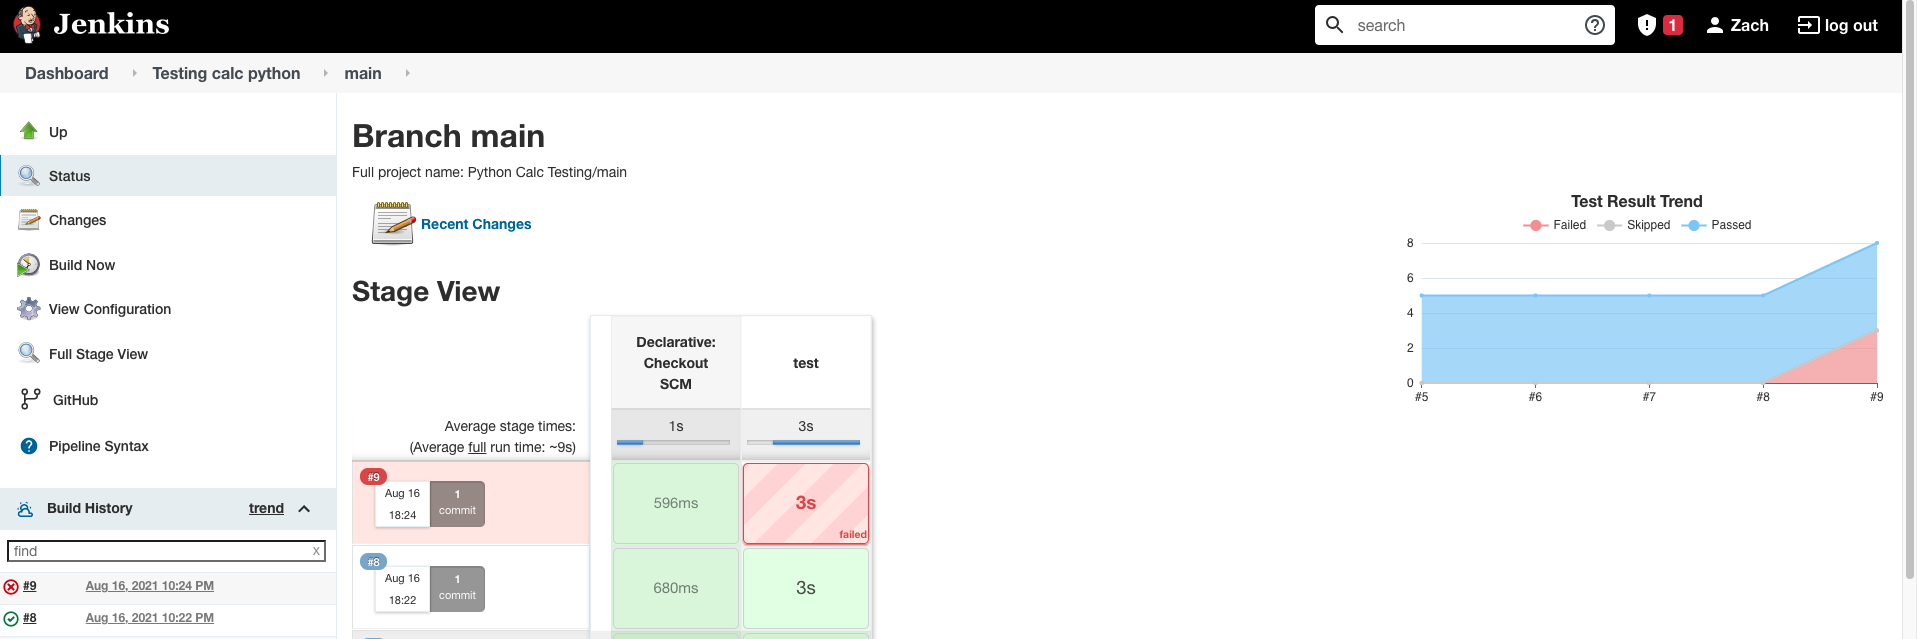 Jenkins
search
1
Zach
log out
Dashboard
Testing calc python
main
Up
Status
Changes
Build Now
View Configuration
Full Stage View
GitHub
Pipeline Syntax
Build History
trend
find
x
#9
Aug 16, 2021 10:24 PM
#8
Aug 16, 2021 10:22 PM
Branch main
Full project name: Python Calc Testing/main
Recent Changes
Stage View
Declarative:
Checkout
SCM
test
Average stage times:
(Average full run time: ~9s)
1s
3s
#9
Aug 16
18:24
1
commit
596ms
3s
failed
#8
Aug 16
18:22
1
commit
680ms
3s
Test Result Trend
Failed
Skipped
Passed
8
6
4
2
0
#5
#6
#7
#8
#9